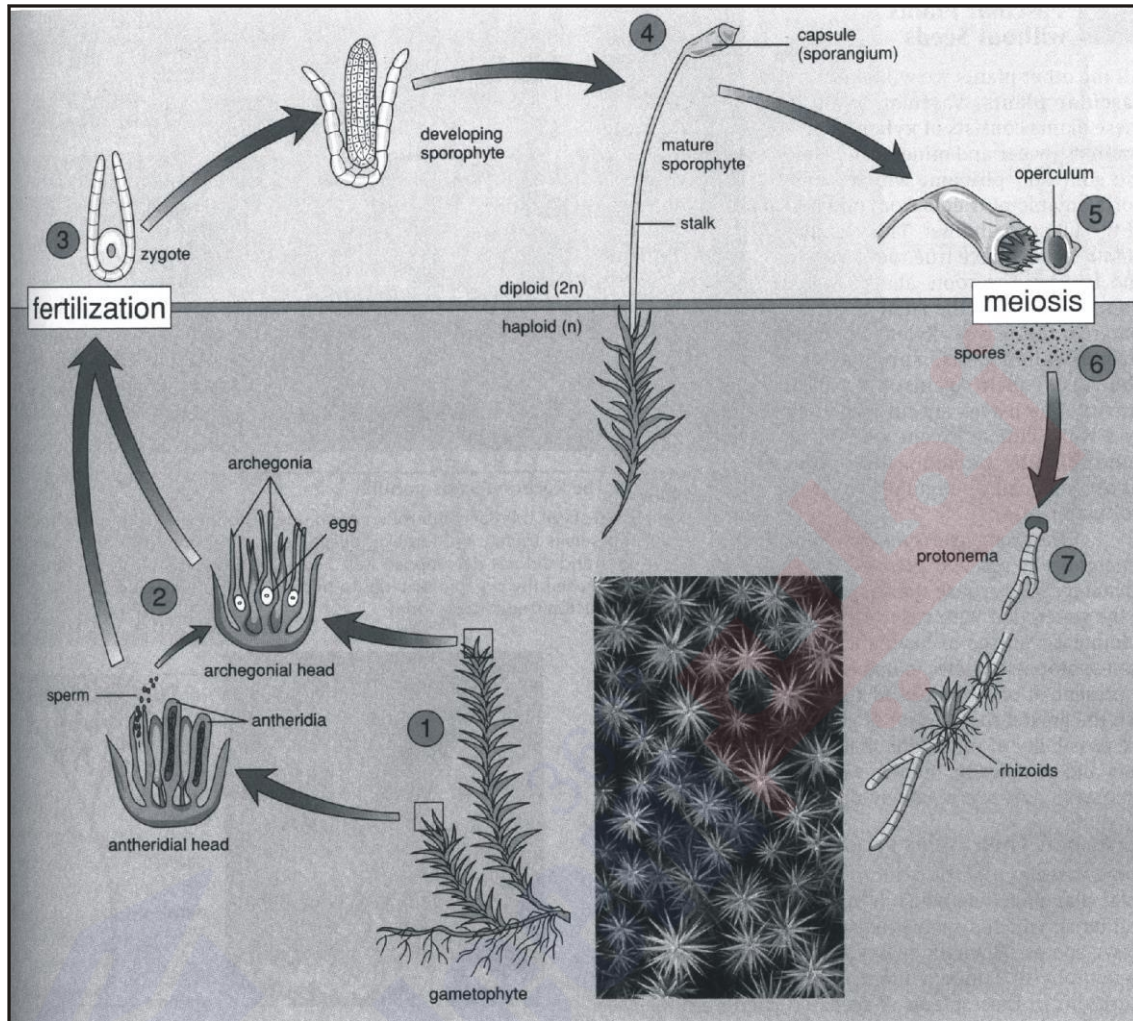 4
capsule
(sporangium)
developing
sporophyte
mature
sporophyte
operculum
5
3
zygote
stalk
fertilization
diploid (2n)
haploid (n)
meiosis
spores
6
archegonia
egg
protonema
7
2
archegonial head
sperm
antheridia
1
rhizoids
antheridial head
gametophyte